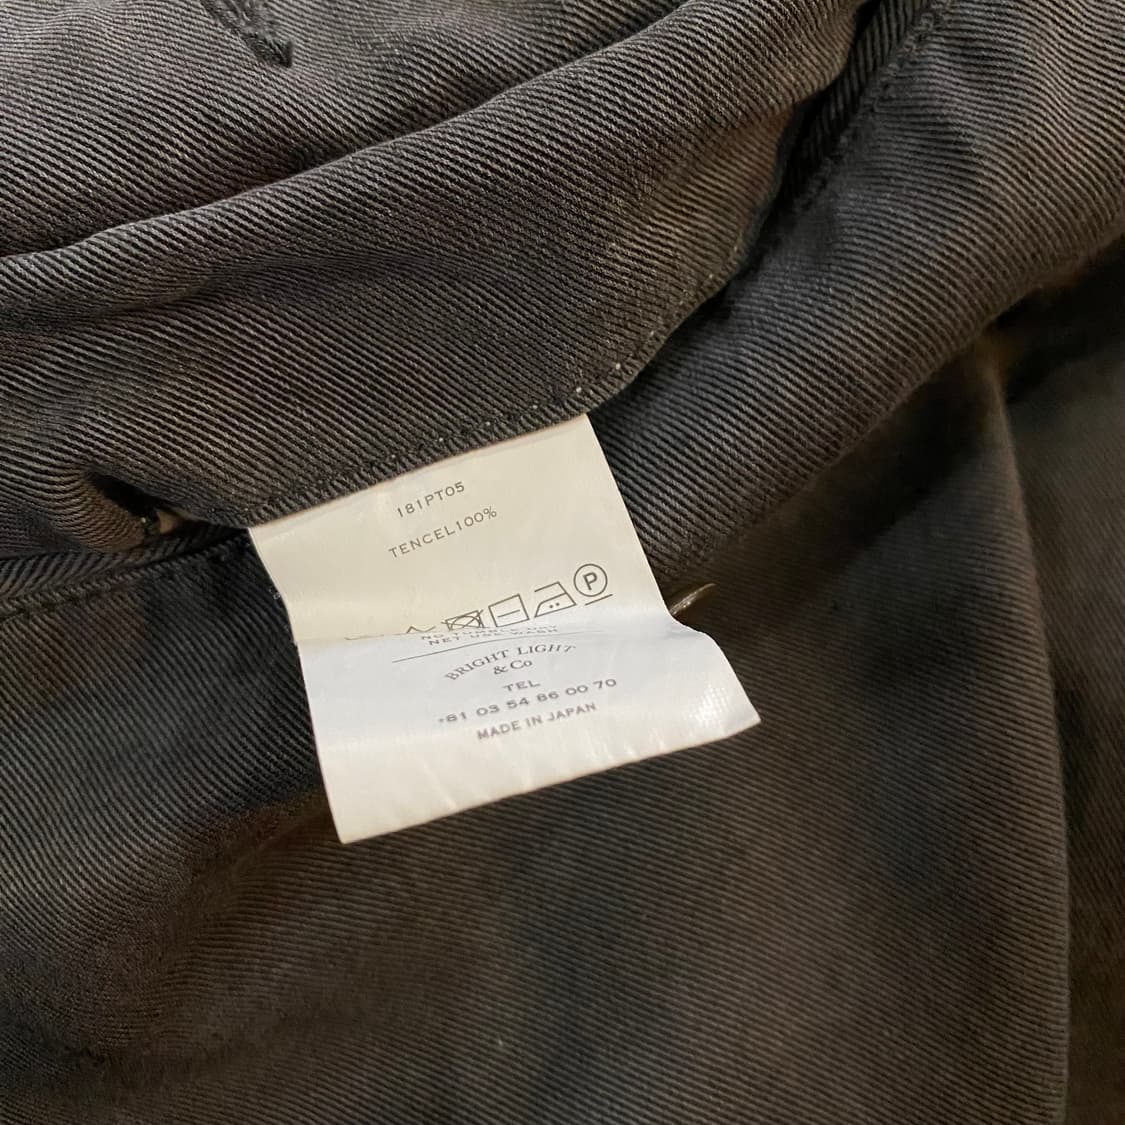 181PT05
TENCEL100%
P
NO TUMBLE DRY
NET USE WASH
BRIGHT LIGHT
& Co
TEL
+81 03 54 86 00 70
MADE IN JAPAN